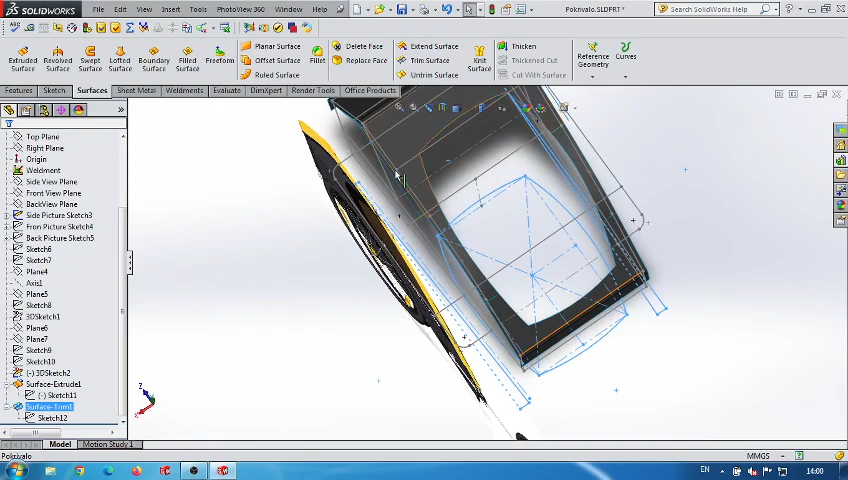 SOLIDWORKS File Edit View Insert Tools PhotoView 360 Window Help Pokrivalo.SLDPRT * Search SolidWorks Help
Extruded Surface
Revolved Surface
Swept Surface
Lofted Surface
Boundary Surface
Filled Surface
Freeform
Planar Surface
Offset Surface
Ruled Surface
Fillet
Delete Face
Replace Face
Extend Surface
Trim Surface
Untrim Surface
Knit Surface
Thicken
Thickened Cut
Cut With Surface
Reference Geometry
Curves
Features Sketch Surfaces Sheet Metal Weldments Evaluate DimXpert Render Tools Office Products
Top Plane
Right Plane
Origin
Weldment
Side View Plane
Front View Plane
BackView Plane
Side Picture Sketch3
Fron Picture Sketch4
Back Picture Sketch5
Sketch6
Sketch7
Plane4
Axis1
Plane5
Sketch8
3DSketch1
Plane6
Plane7
Sketch9
Sketch10
(-) 3DSketch2
Surface-Extrude1
(-) Sketch11
Surface-Trim1
Sketch12
Z
X
Model Motion Study 1
Pokrivalo MMGS
EN 14:00